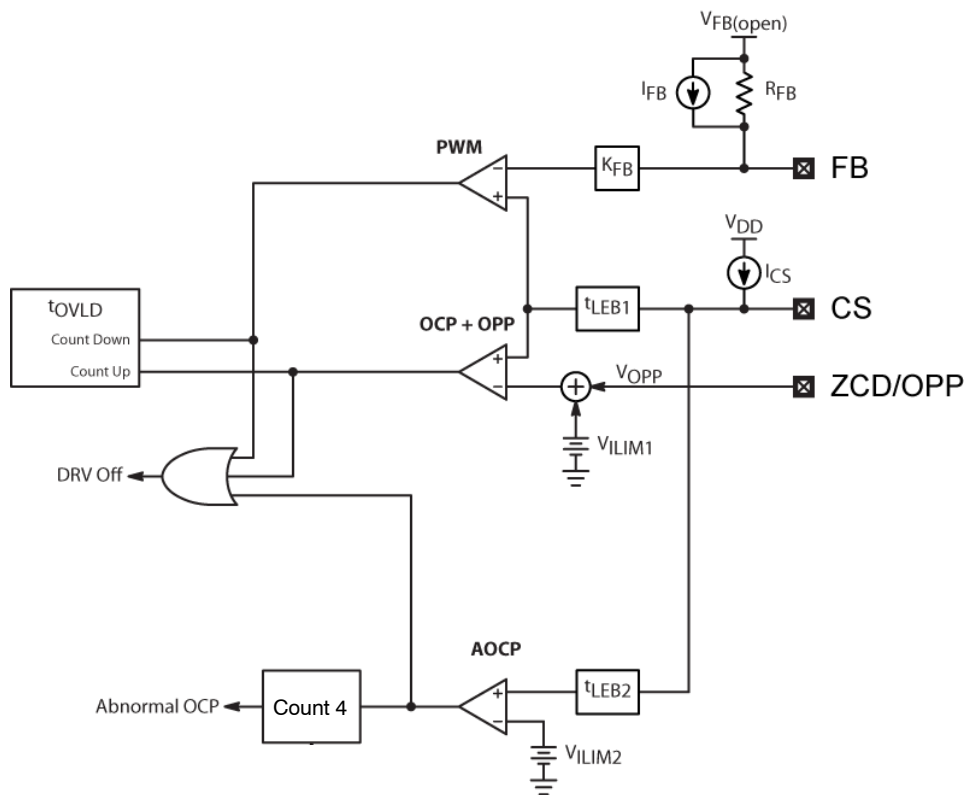 VFB(open)
IFB
RFB
PWM
−
+
KFB
FB
VDD
ICS
tOVLD
Count Down
Count Up
OCP + OPP
+
−
tLEB1
CS
VOPP
+
ZCD/OPP
VILIM1
DRV Off
AOCP
+
−
tLEB2
Abnormal OCP
Count 4
VILIM2